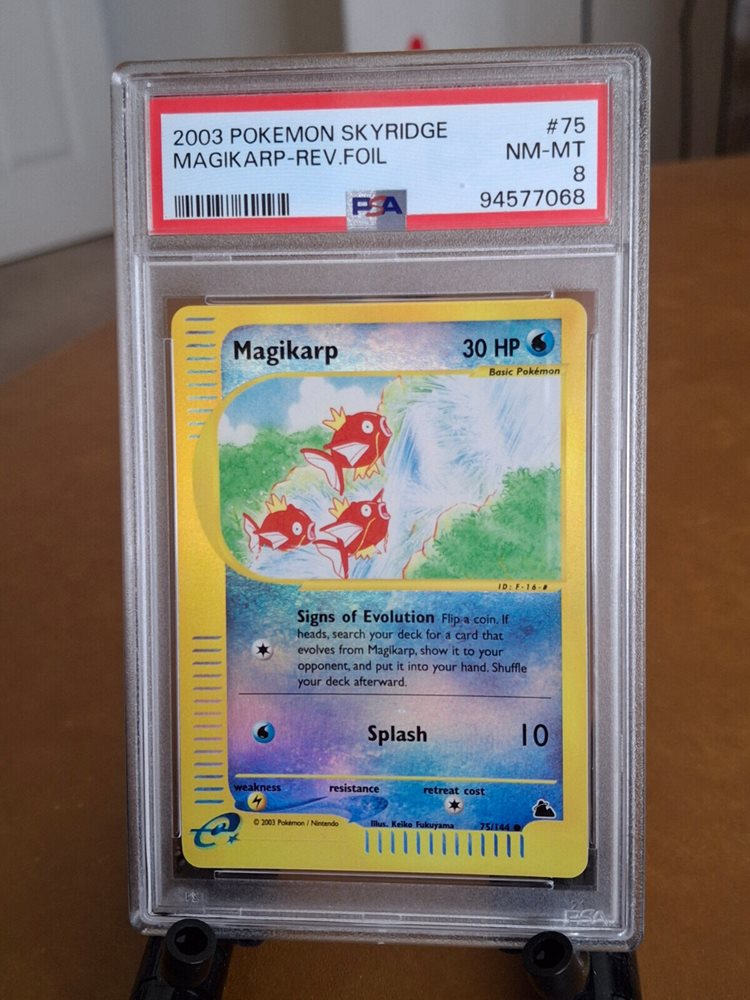 2003 POKEMON SKYRIDGE #75
MAGIKARP-REV.FOIL NM-MT
8
PSA 94577068
Magikarp 30 HP
Basic Pokémon
ID: F-16-#
Signs of Evolution Flip a coin. If
heads, search your deck for a card that
evolves from Magikarp, show it to your
opponent, and put it into your hand. Shuffle
your deck afterward.
Splash 10
weakness resistance retreat cost
© 2003 Pokémon / Nintendo Illus. Keiko Fukuyama 75/144
e
PSA